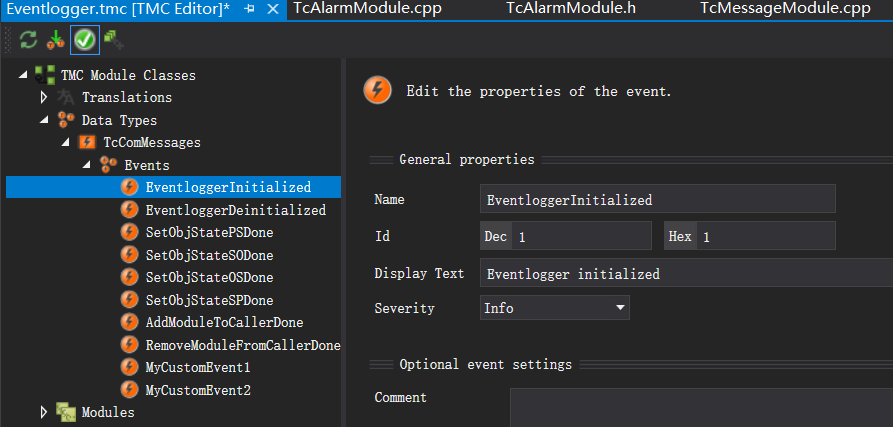 Eventlogger.tmc [TMC Editor]*
TcAlarmModule.cpp
TcAlarmModule.h
TcMessageModule.cpp
TMC Module Classes
Translations
Data Types
TcComMessages
Events
EventloggerInitialized
EventloggerDeinitialized
SetObjStatePSDone
SetObjStateSODone
SetObjStateOSDone
SetObjStateSPDone
AddModuleToCallerDone
RemoveModuleFromCallerDone
MyCustomEvent1
MyCustomEvent2
Modules
Edit the properties of the event.
General properties
Name EventloggerInitialized
Id Dec 1 Hex 1
Display Text Eventlogger initialized
Severity Info
Optional event settings
Comment